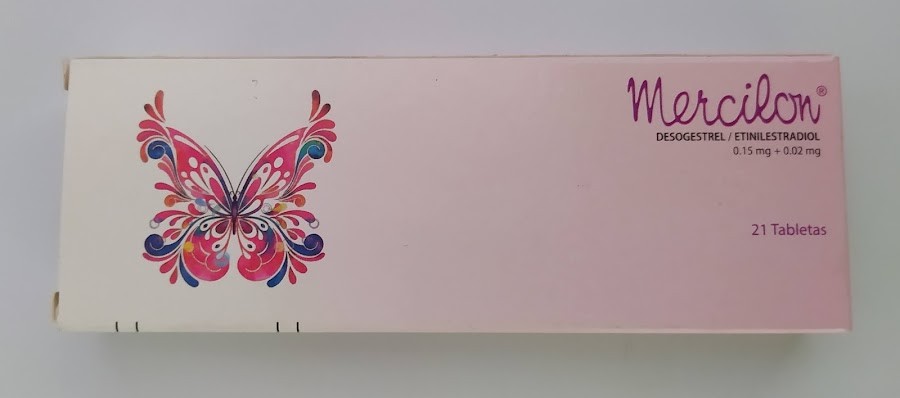 Mercilon®
DESOGESTREL / ETINILESTRADIOL
0.15 mg + 0.02 mg
21 Tabletas